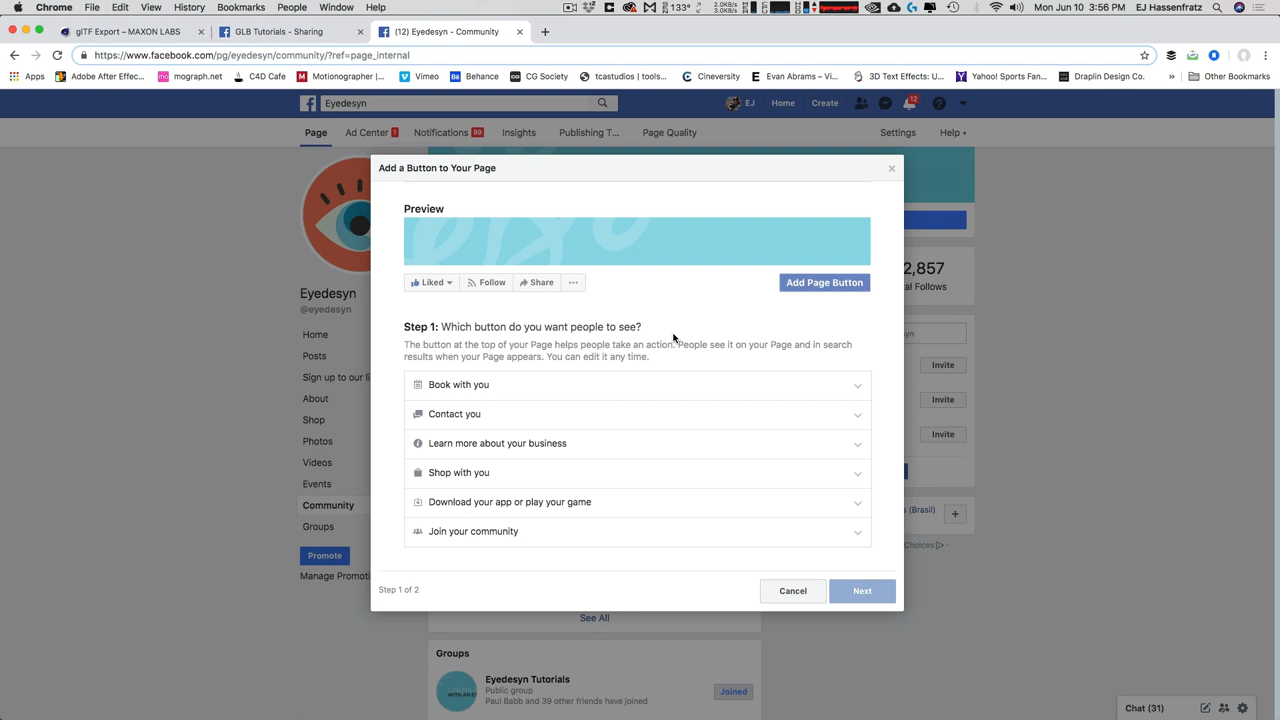 Chrome File Edit View History Bookmarks People Window Help
133° Mon Jun 10 3:56 PM EJ Hassenfratz
glTF Export – MAXON LABS
GLB Tutorials - Sharing
(12) Eyedesyn - Community
https://www.facebook.com/pg/eyedesyn/community/?ref=page_internal
Apps Adobe After Effec... mograph.net C4D Cafe Motionographer |... Vimeo Behance CG Society tcastudios | tools... Cineversity Evan Abrams – Vi... 3D Text Effects: U... Yahoo! Sports Fan... Draplin Design Co. » Other Bookmarks
Eyedesyn
EJ Home Create 12
Page Ad Center 1 Notifications 99 Insights Publishing T... Page Quality Settings Help
Add a Button to Your Page
Preview
Liked Follow Share ...
Add Page Button
Step 1: Which button do you want people to see?
The button at the top of your Page helps people take an action. People see it on your Page and in search
results when your Page appears. You can edit it any time.
Book with you
Contact you
Learn more about your business
Shop with you
Download your app or play your game
Join your community
Step 1 of 2
Cancel
Next
Eyedesyn
@eyedesyn
Home
Posts
Sign up to our li
About
Shop
Photos
Videos
Events
Community
Groups
Promote
Manage Promoti
2,857
tal Follows
Invite
Invite
Invite
s (Brasil)
Choices
See All
Groups
Eyedesyn Tutorials
Public group
Paul Babb and 39 other friends have joined
Joined
Chat (31)